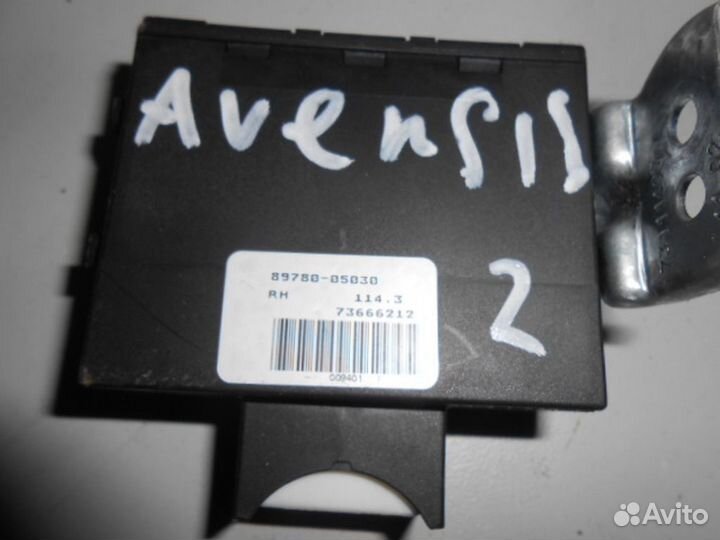 Avensis
2
89780-05030
RH 114.3
73666212
009401
Avito